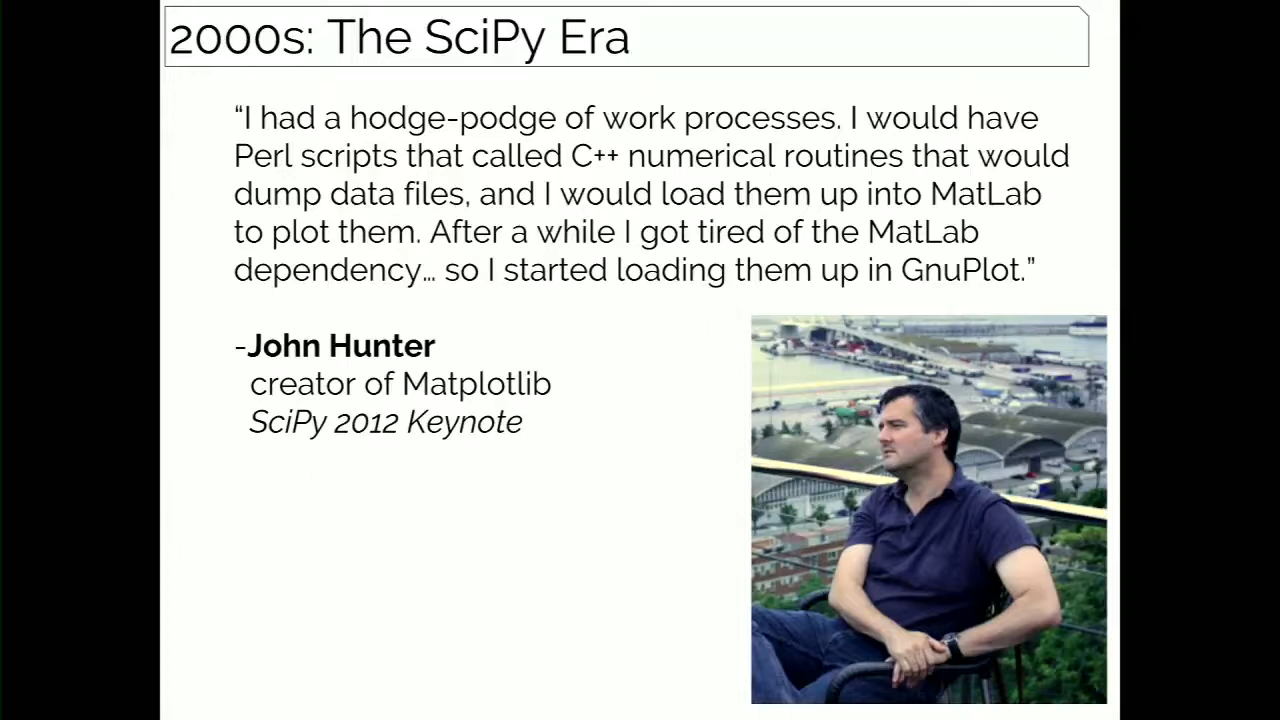 2000s: The SciPy Era
“I had a hodge-podge of work processes. I would have
Perl scripts that called C++ numerical routines that would
dump data files, and I would load them up into MatLab
to plot them. After a while I got tired of the MatLab
dependency… so I started loading them up in GnuPlot.”
-John Hunter
creator of Matplotlib
SciPy 2012 Keynote